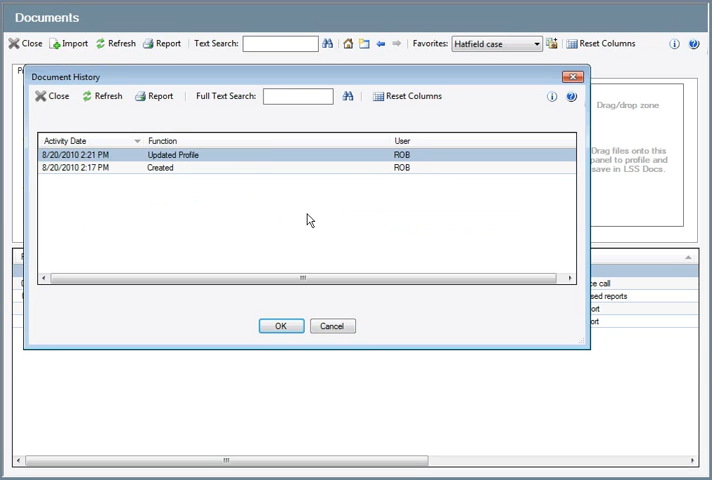 Documents
Close Import Refresh Report Text Search: Favorites: Hatfield case Reset Columns
Document History
Close Refresh Report Full Text Search: Reset Columns
Activity Date Function User
8/20/2010 2:21 PM Updated Profile ROB
8/20/2010 2:17 PM Created ROB
OK Cancel
Drag/drop zone
Drag files onto this
panel to profile and
save in LSS Docs.
ce call
sed reports
ort
ort